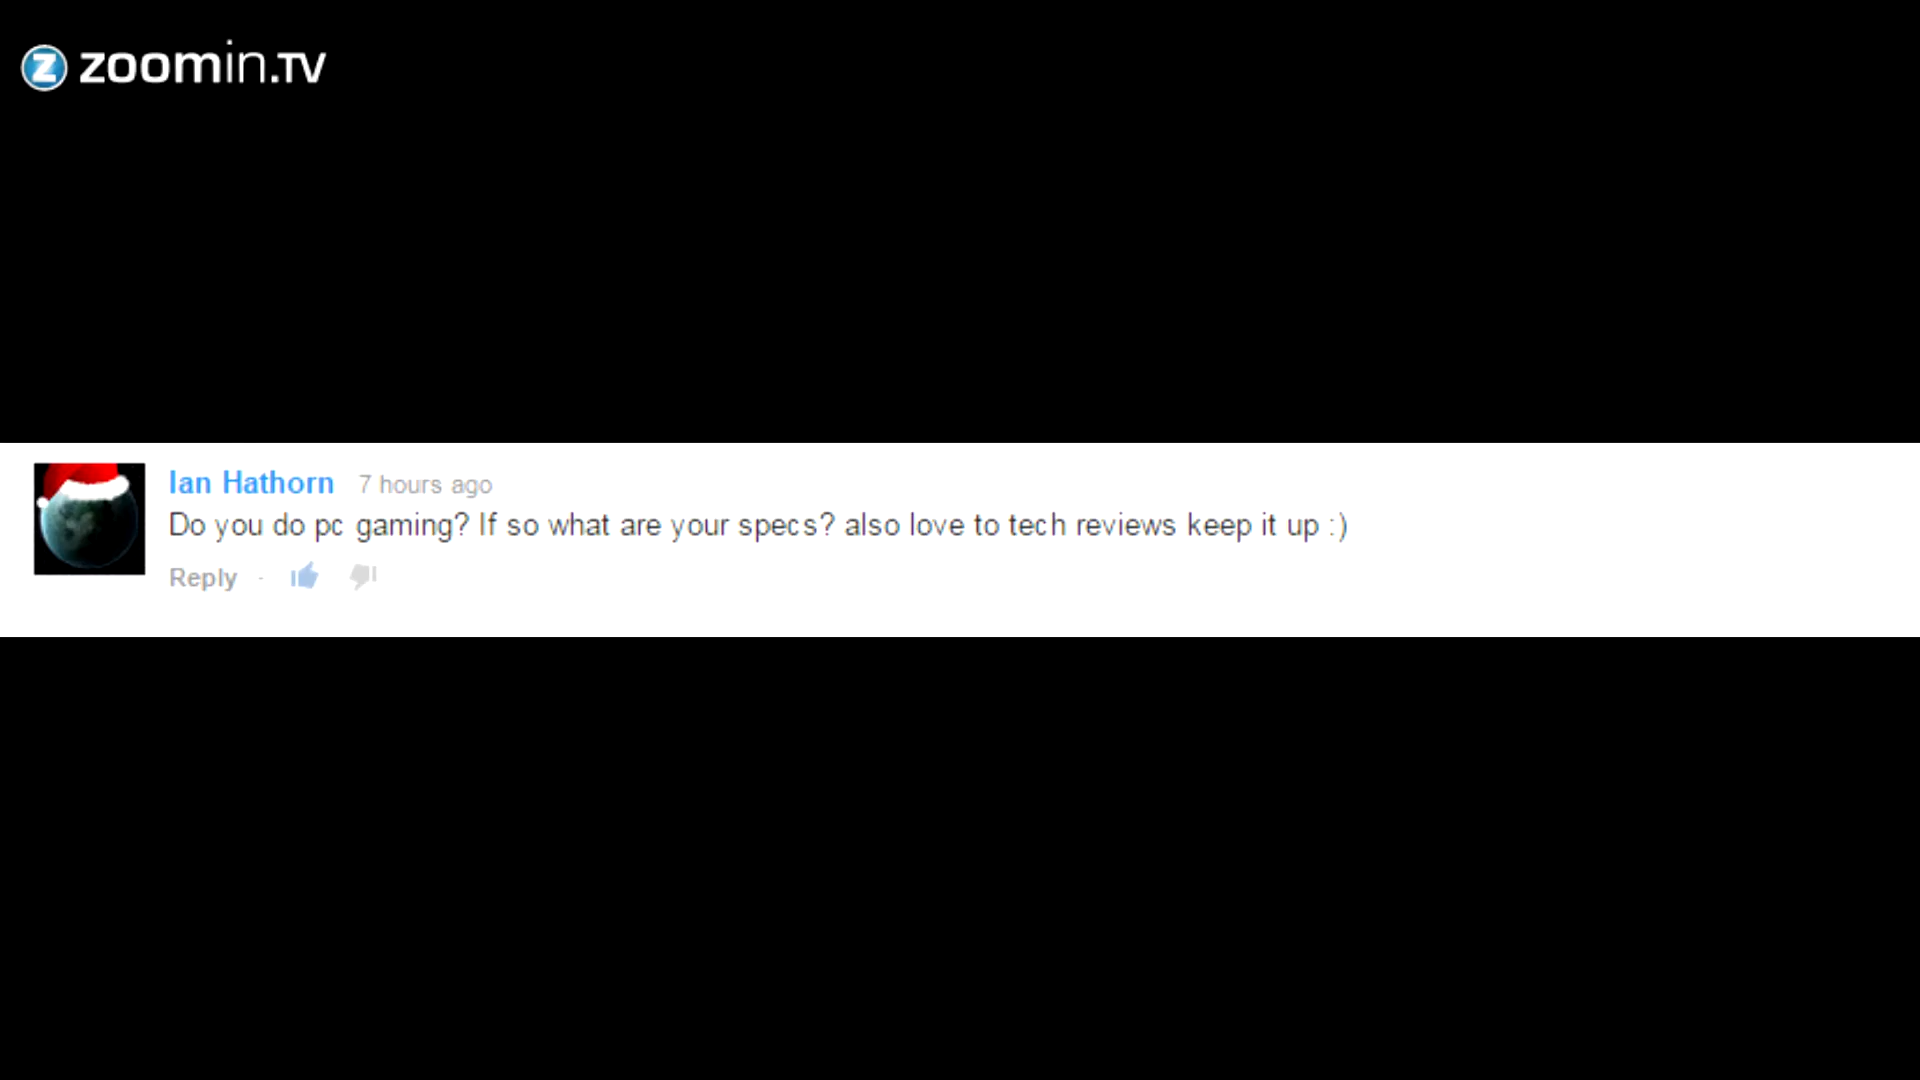 zoomin.TV
Ian Hathorn 7 hours ago
Do you do pc gaming? If so what are your specs? also love to tech reviews keep it up :)
Reply ·